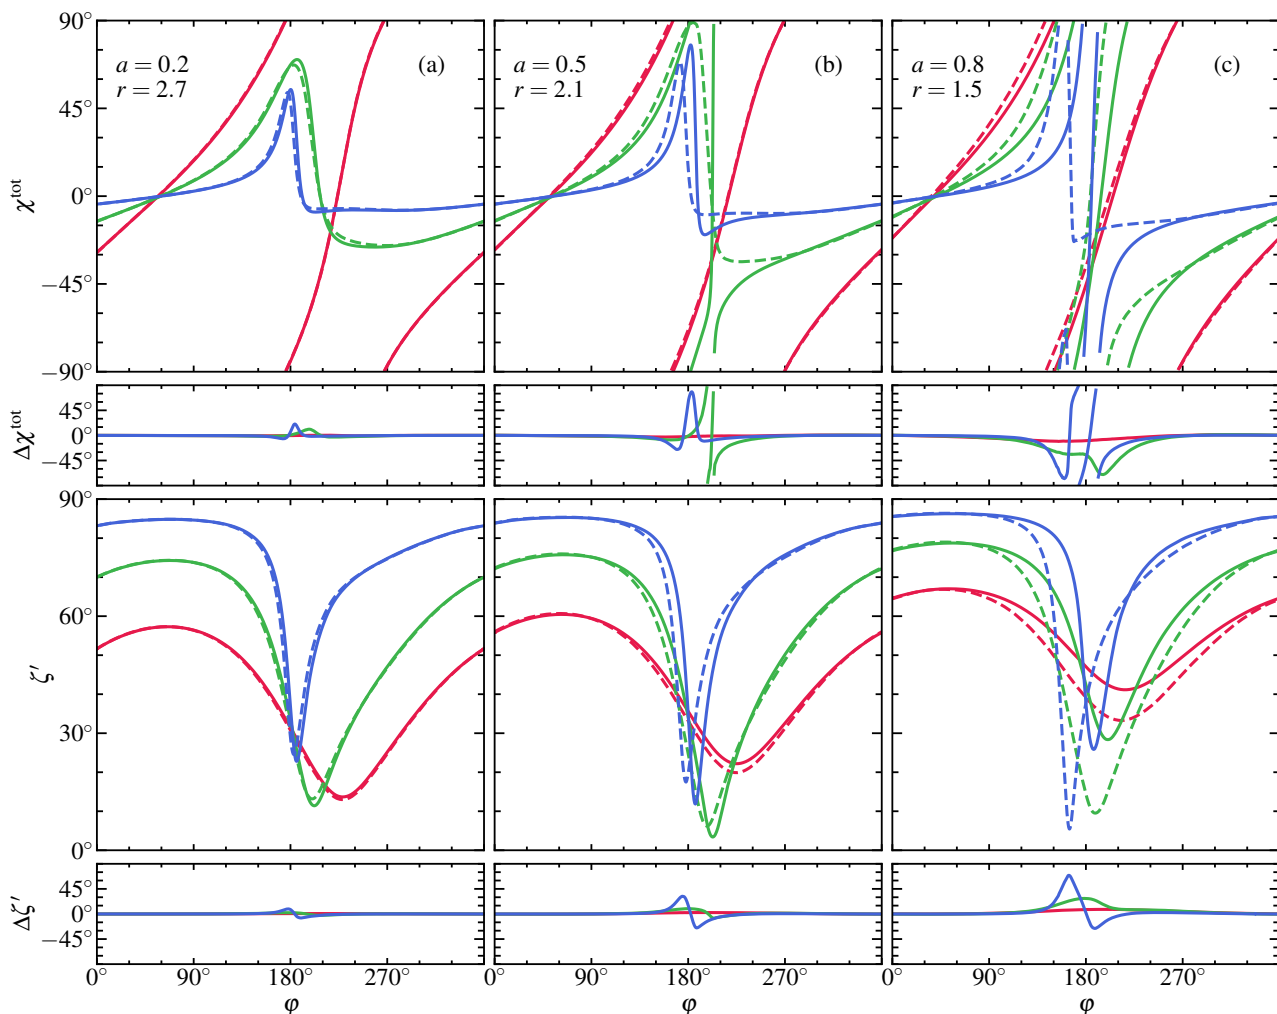 90° 45° 0° −45° −90°
χ^tot
a = 0.2
r = 2.7
(a)
a = 0.5
r = 2.1
(b)
a = 0.8
r = 1.5
(c)
45° 0° −45°
Δχ^tot
90° 60° 30° 0°
ζ′
45° 0° −45°
Δζ′
0° 90° 180° 270° 0° 90° 180° 270° 0° 90° 180° 270°
φ φ φ